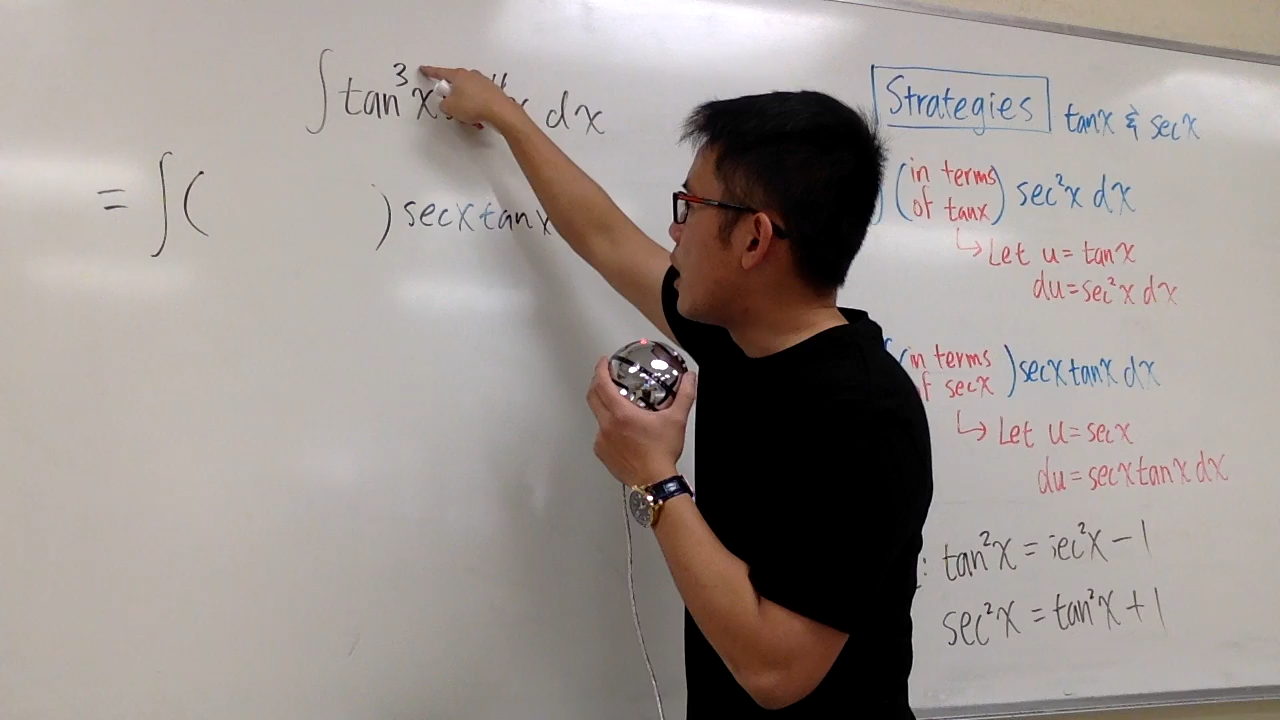 ∫ tan³x dx
= ∫ ( ) secx tanx
Strategies tanx & secx
(in terms of tanx) sec²x dx
↳ Let u = tanx
du = sec²x dx
(in terms of secx) secx tanx dx
↳ Let u = secx
du = secx tanx dx
: tan²x = sec²x − 1
sec²x = tan²x + 1